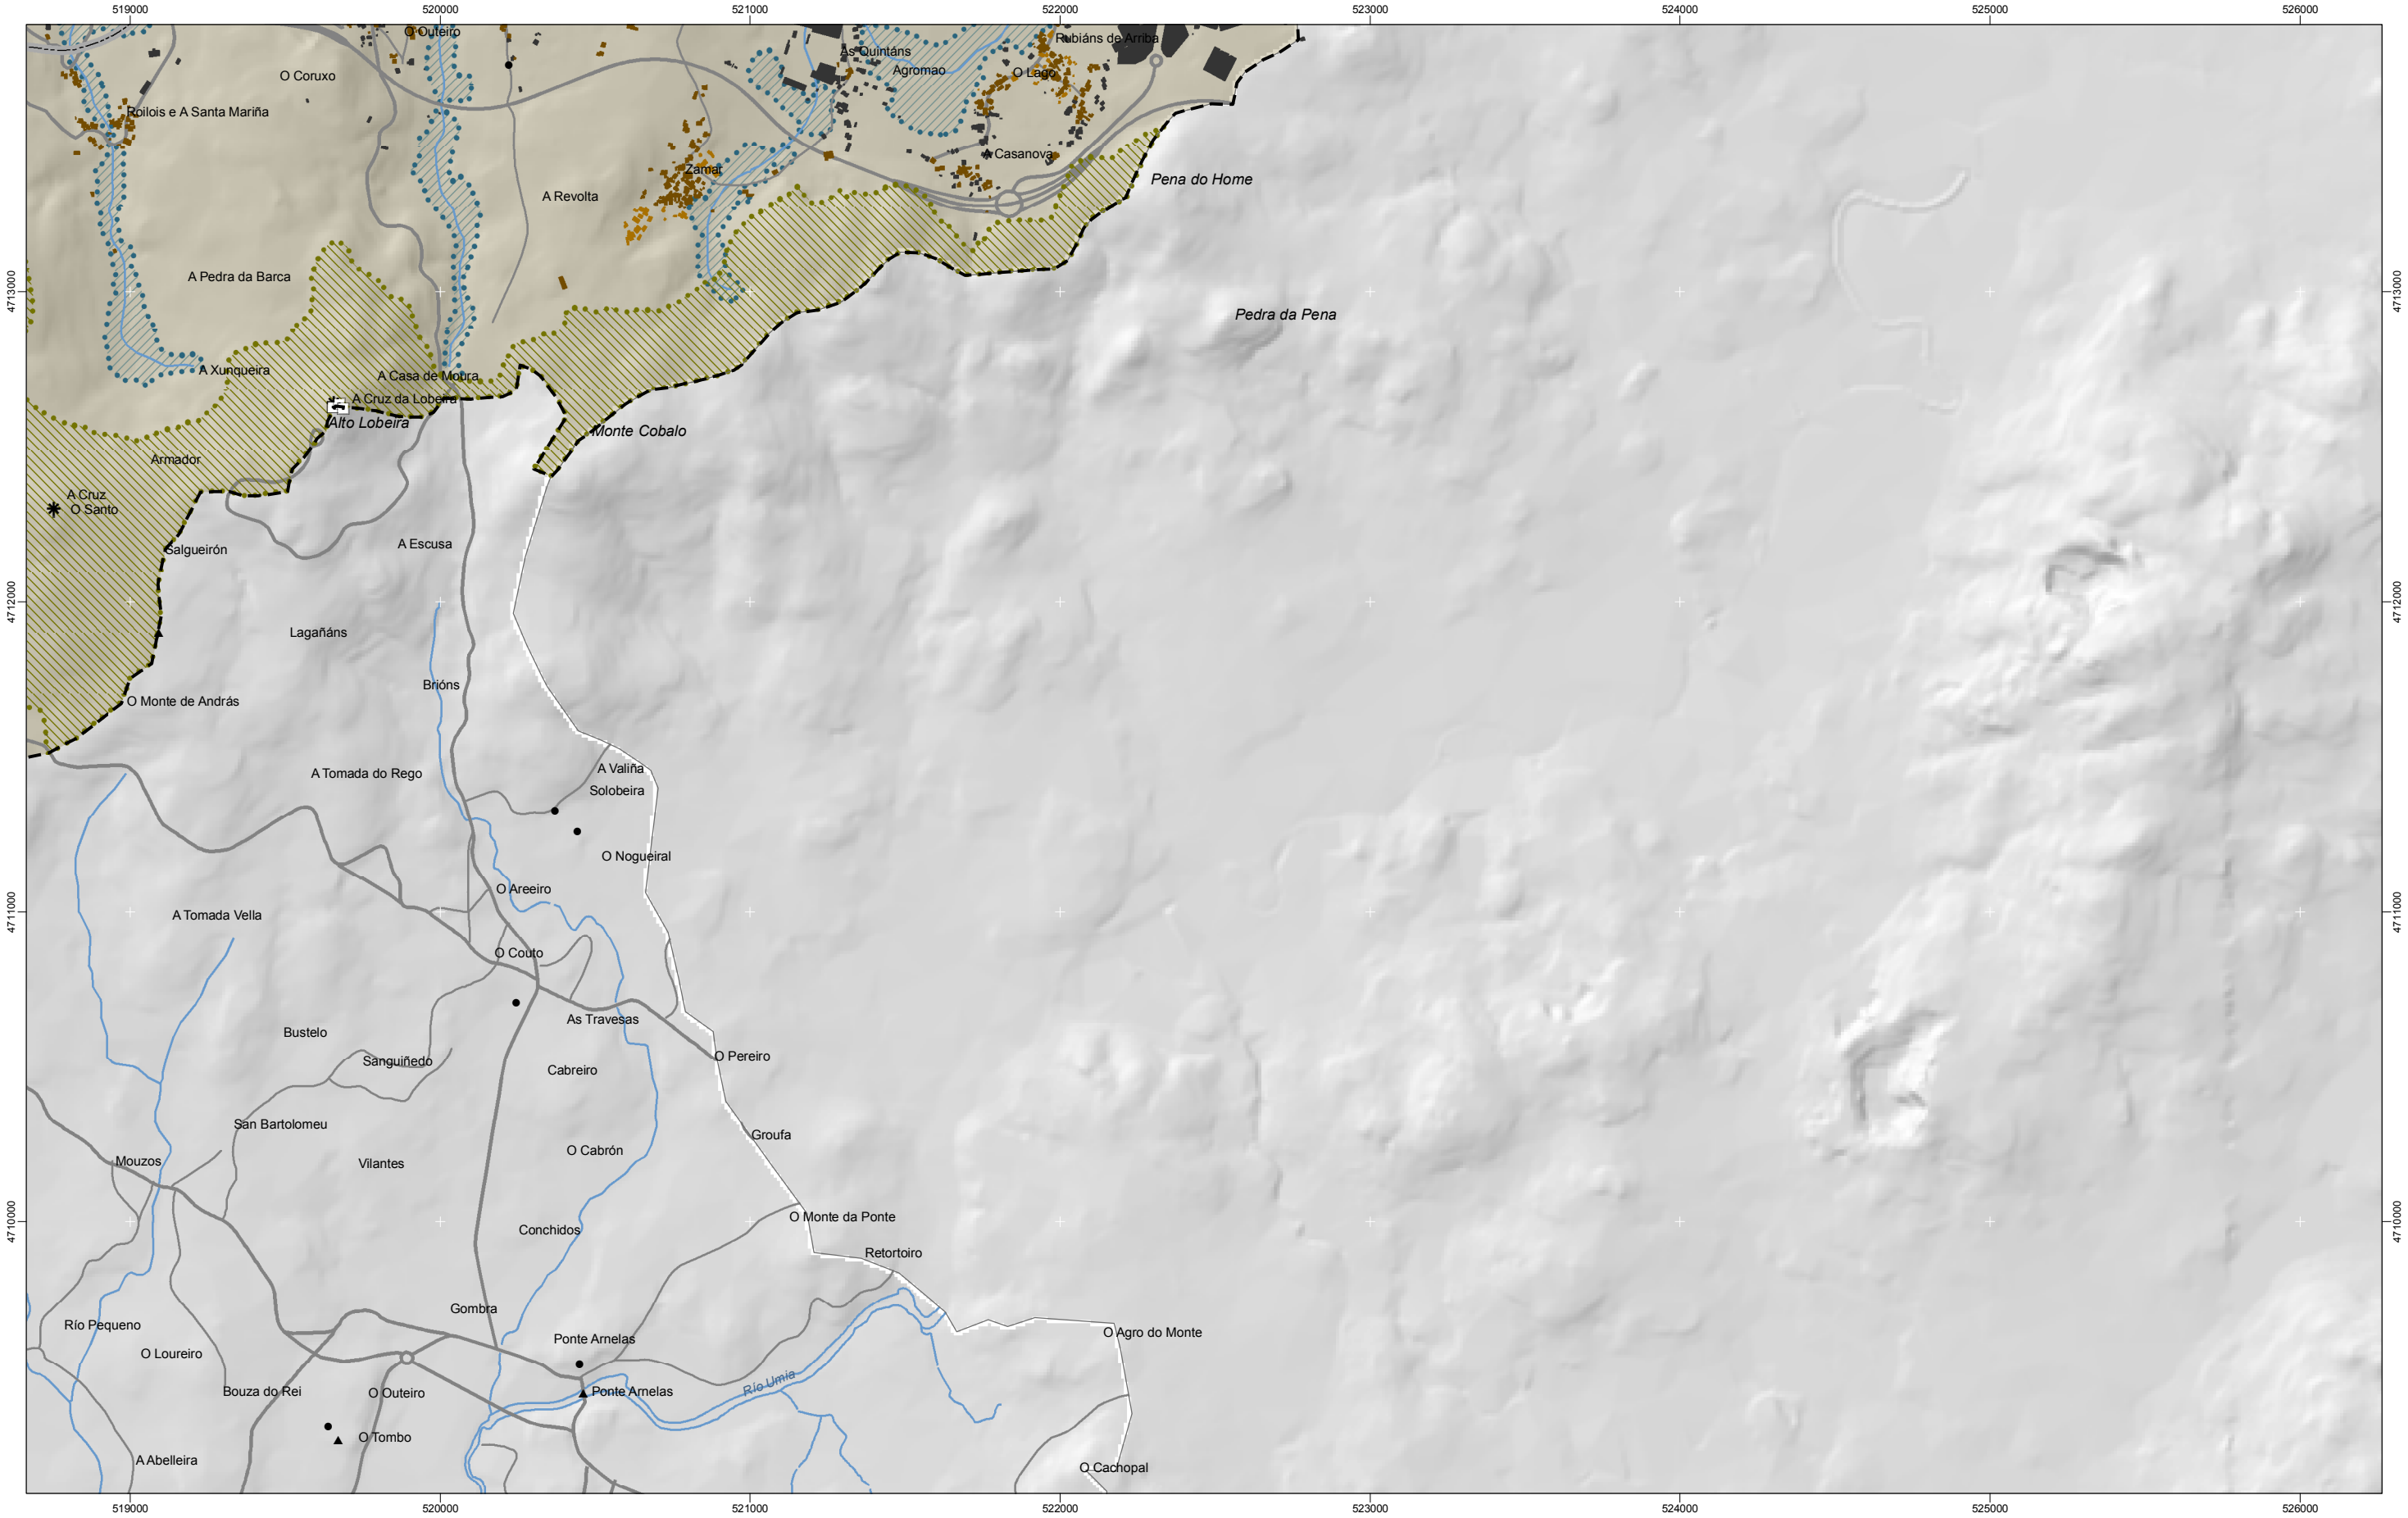 519000
520000
521000
522000
523000
524000
525000
526000
O Outeiro
Rubiáns de Arriba
As Quintáns
Agromao
O Lago
O Coruxo
Roilois e A Santa Mariña
A Casanova
Zamar
Pena do Home
A Revolta
A Pedra da Barca
4713000
4713000
Pedra da Pena
A Xunqueira
A Casa de Moura
A Cruz da Lobeira
Alto Lobeira
Monte Cobalo
Armador
A Cruz
O Santo
A Escusa
Salgueirón
4712000
4712000
Lagañáns
Brións
O Monte de András
A Valiña
A Tomada do Rego
Solobeira
O Nogueiral
O Areeiro
4711000
4711000
A Tomada Vella
O Couto
As Travesas
Bustelo
O Pereiro
Sanguiñedo
Cabreiro
San Bartolomeu
Groufa
O Cabrón
Mouzos
Vilantes
4710000
4710000
O Monte da Ponte
Conchidos
Retortoiro
Gombra
Río Pequeno
O Agro do Monte
Ponte Arnelas
O Loureiro
Río Umia
Bouza do Rei
O Outeiro
Ponte Arnelas
O Tombo
A Abelleira
O Cachopal
519000
520000
521000
522000
523000
524000
525000
526000